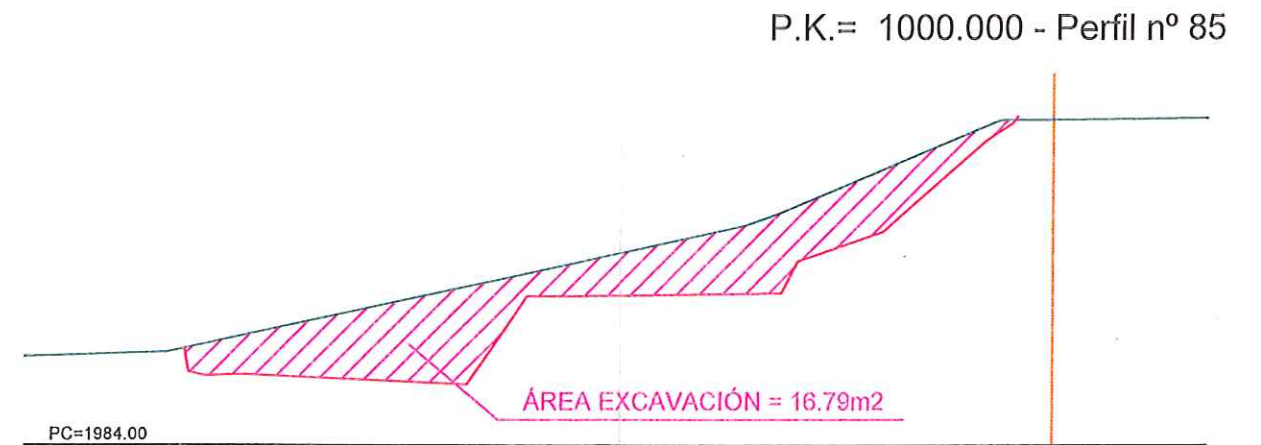 P.K.= 1000.000 - Perfil nº 85
ÁREA EXCAVACIÓN = 16.79m2
PC=1984.00